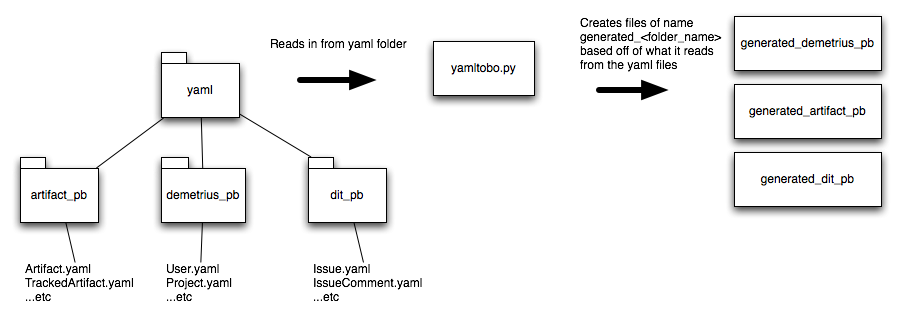 Reads in from yaml folder
Creates files of name
generated_<folder_name>
based off of what it reads
from the yaml files
yaml
yamltobo.py
generated_demetrius_pb
generated_artifact_pb
generated_dit_pb
artifact_pb
demetrius_pb
dit_pb
Artifact.yaml
TrackedArtifact.yaml
...etc
User.yaml
Project.yaml
...etc
Issue.yaml
IssueComment.yaml
...etc